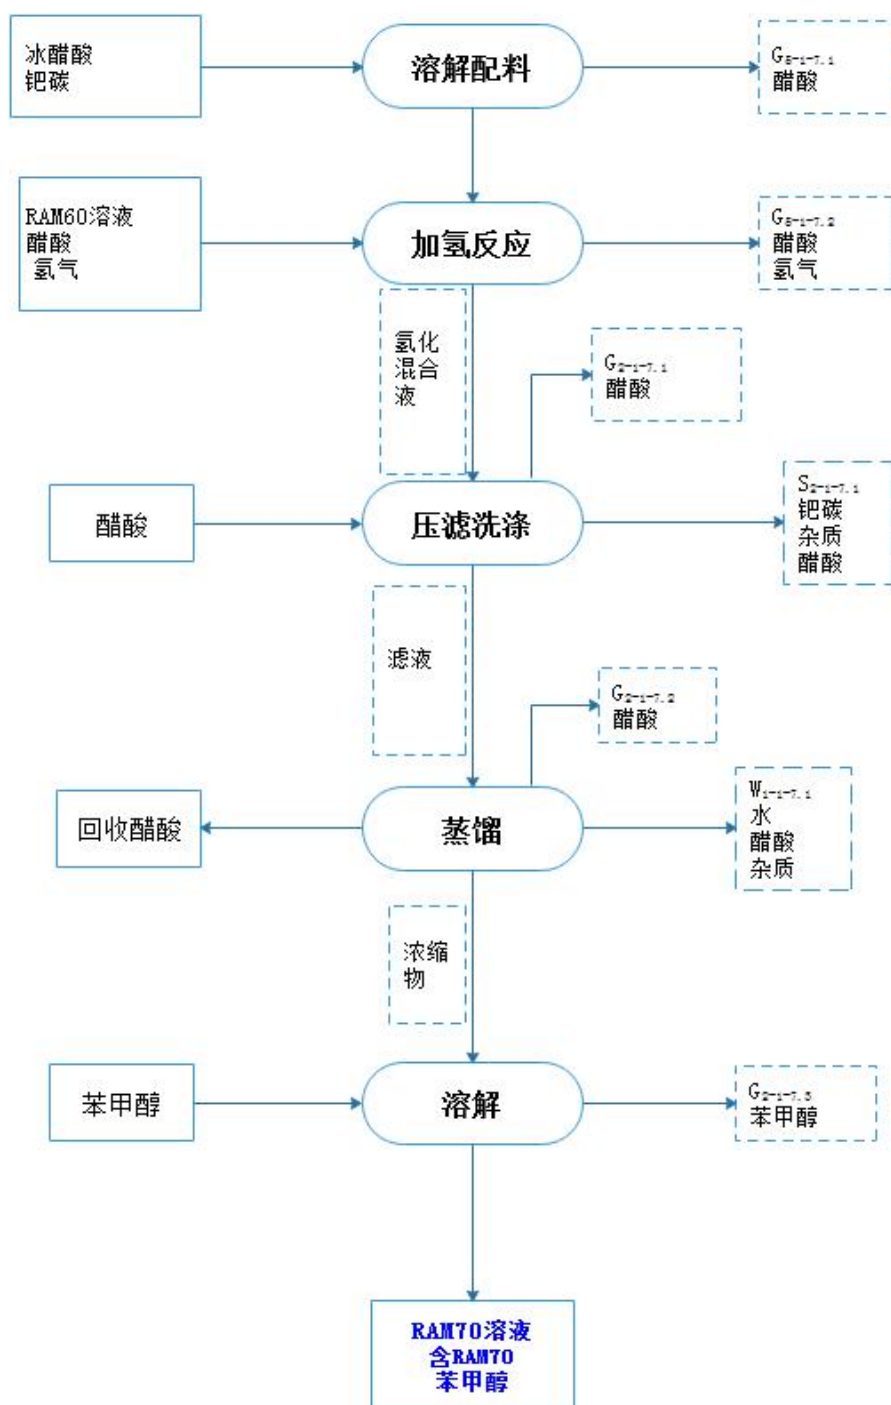 冰醋酸
钯碳
溶解配料
G₅₋₁₋₇.₁
醋酸
RAM60溶液
醋酸
氢气
加氢反应
G₅₋₁₋₇.₂
醋酸
氢气
氢化
混合
液
G₂₋₁₋₇.₁
醋酸
醋酸
压滤洗涤
S₂₋₁₋₇.₁
钯碳
杂质
醋酸
滤液
G₂₋₁₋₇.₂
醋酸
回收醋酸
蒸馏
W₁₋₁₋₇.₁
水
醋酸
杂质
浓缩
物
苯甲醇
溶解
G₂₋₁₋₇.₃
苯甲醇
RAM70溶液
含RAM70
苯甲醇